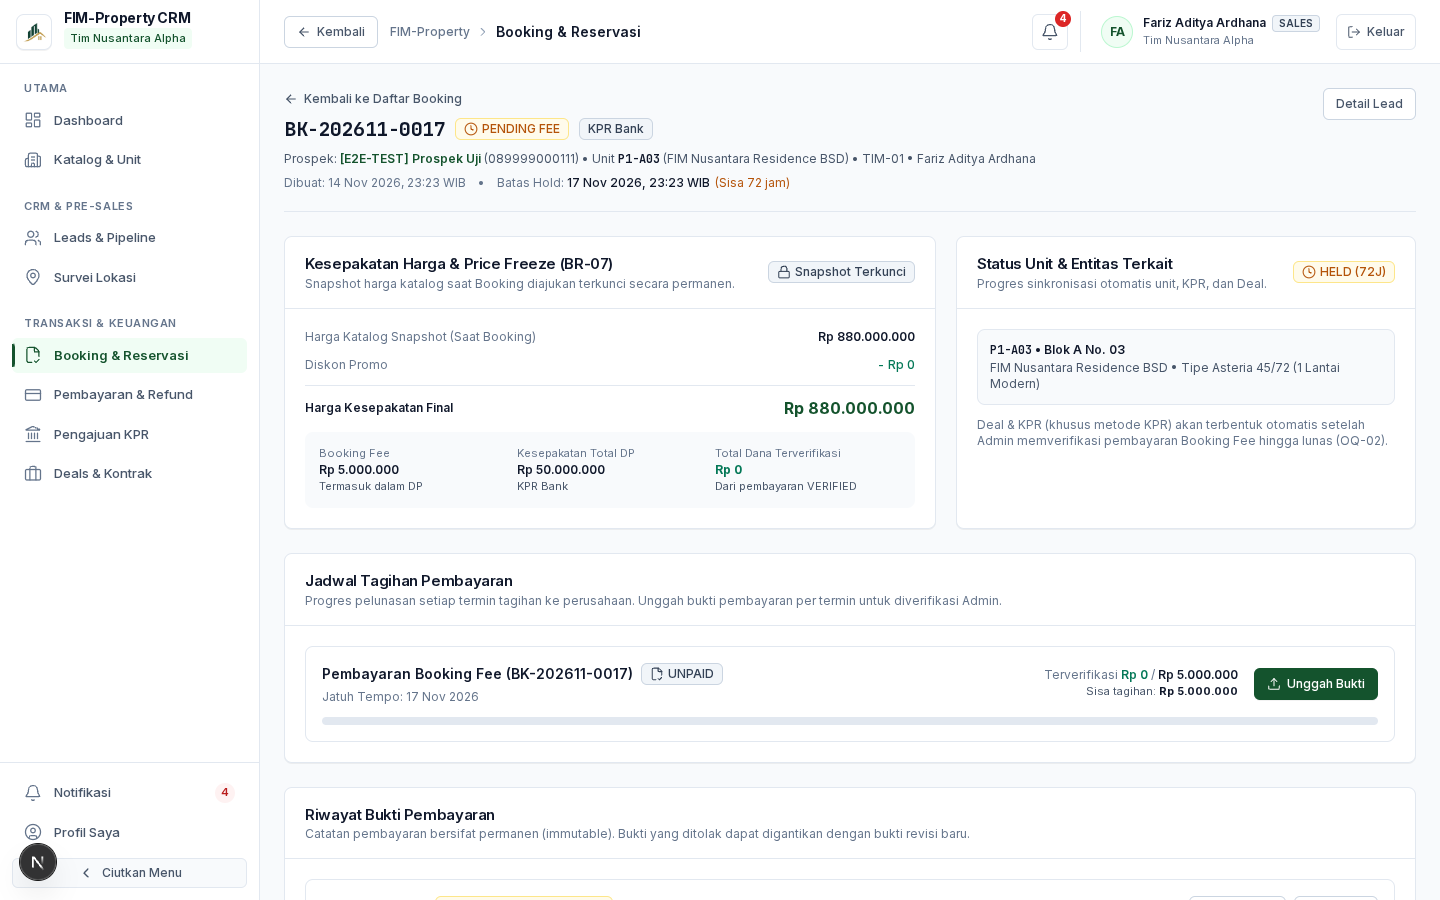 FIM-Property CRM
Tim Nusantara Alpha
UTAMA
Dashboard
Katalog & Unit
CRM & PRE-SALES
Leads & Pipeline
Survei Lokasi
TRANSAKSI & KEUANGAN
Booking & Reservasi
Pembayaran & Refund
Pengajuan KPR
Deals & Kontrak
Notifikasi 4
Profil Saya
N
Ciutkan Menu
Kembali
FIM-Property
Booking & Reservasi
4
FA
Fariz Aditya Ardhana SALES
Tim Nusantara Alpha
Keluar
Kembali ke Daftar Booking
Detail Lead
BK-202611-0017 PENDING FEE KPR Bank
Prospek: [E2E-TEST] Prospek Uji (089999000111) • Unit P1-A03 (FIM Nusantara Residence BSD) • TIM-01 • Fariz Aditya Ardhana
Dibuat: 14 Nov 2026, 23:23 WIB • Batas Hold: 17 Nov 2026, 23:23 WIB (Sisa 72 jam)
Kesepakatan Harga & Price Freeze (BR-07)
Snapshot harga katalog saat Booking diajukan terkunci secara permanen.
Snapshot Terkunci
Harga Katalog Snapshot (Saat Booking) Rp 880.000.000
Diskon Promo - Rp 0
Harga Kesepakatan Final Rp 880.000.000
Booking Fee
Rp 5.000.000
Termasuk dalam DP
Kesepakatan Total DP
Rp 50.000.000
KPR Bank
Total Dana Terverifikasi
Rp 0
Dari pembayaran VERIFIED
Status Unit & Entitas Terkait
Progres sinkronisasi otomatis unit, KPR, dan Deal.
HELD (72J)
P1-A03 • Blok A No. 03
FIM Nusantara Residence BSD • Tipe Asteria 45/72 (1 Lantai
Modern)
Deal & KPR (khusus metode KPR) akan terbentuk otomatis setelah
Admin memverifikasi pembayaran Booking Fee hingga lunas (OQ-02).
Jadwal Tagihan Pembayaran
Progres pelunasan setiap termin tagihan ke perusahaan. Unggah bukti pembayaran per termin untuk diverifikasi Admin.
Pembayaran Booking Fee (BK-202611-0017) UNPAID
Jatuh Tempo: 17 Nov 2026
Terverifikasi Rp 0 / Rp 5.000.000
Sisa tagihan: Rp 5.000.000
Unggah Bukti
Riwayat Bukti Pembayaran
Catatan pembayaran bersifat permanen (immutable). Bukti yang ditolak dapat digantikan dengan bukti revisi baru.